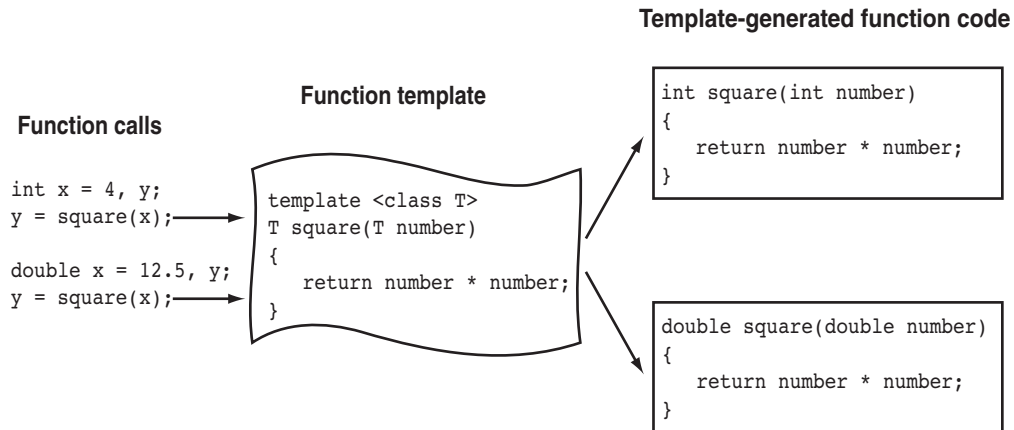 Function calls
int x = 4, y;
y = square(x);
double x = 12.5, y;
y = square(x);
Function template
template <class T>
T square(T number)
{
   return number * number;
}
Template-generated function code
int square(int number)
{
   return number * number;
}
double square(double number)
{
   return number * number;
}